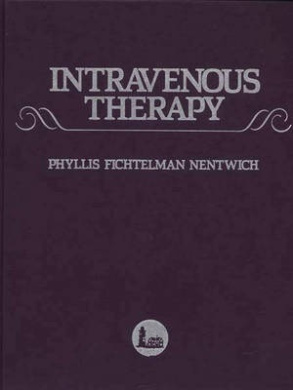 INTRAVENOUS
THERAPY
PHYLLIS FICHTELMAN NENTWICH